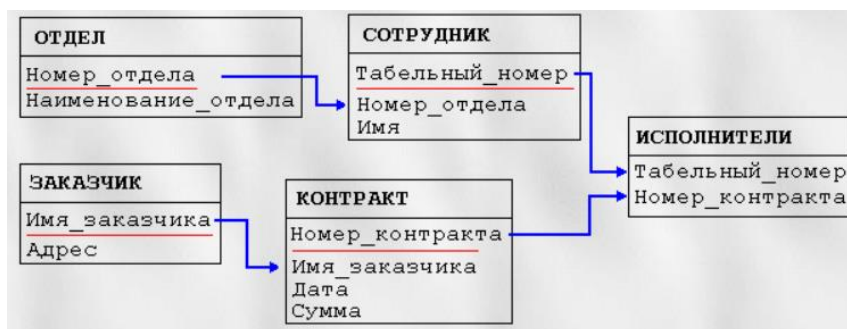 ОТДЕЛ
Номер_отдела
Наименование_отдела
СОТРУДНИК
Табельный_номер
Номер_отдела
Имя
ИСПОЛНИТЕЛИ
Табельный_номер
Номер_контракта
ЗАКАЗЧИК
Имя_заказчика
Адрес
КОНТРАКТ
Номер_контракта
Имя_заказчика
Дата
Сумма